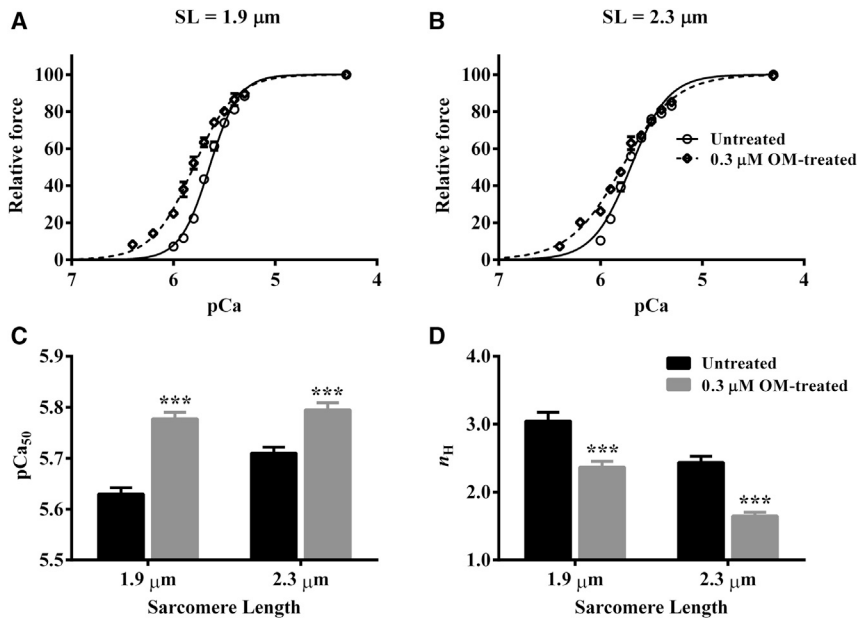 A
SL = 1.9 µm
Relative force
100
80
60
40
20
0
7
6
5
4
pCa
B
SL = 2.3 µm
Relative force
100
80
60
40
20
0
7
6
5
4
pCa
Untreated
0.3 µM OM-treated
C
pCa50
5.9
5.8
5.7
5.6
5.5
***
***
1.9 µm
2.3 µm
Sarcomere Length
D
nH
4.0
3.0
2.0
1.0
Untreated
0.3 µM OM-treated
***
***
1.9 µm
2.3 µm
Sarcomere Length